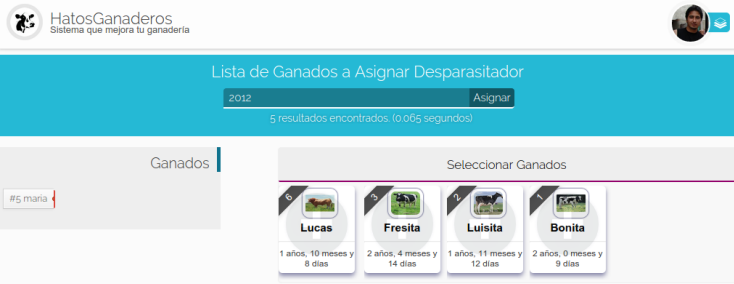 HatosGanaderos
Sistema que mejora tu ganadería
Lista de Ganados a Asignar Desparasitador
2012 Asignar
5 resultados encontrados. (0.065 segundos)
Ganados
#5 maria
Seleccionar Ganados
6
Lucas
1 años, 10 meses y
8 días
3
Fresita
2 años, 4 meses y
14 días
2
Luisita
1 años, 11 meses y
12 días
1
Bonita
2 años, 0 meses y
9 días